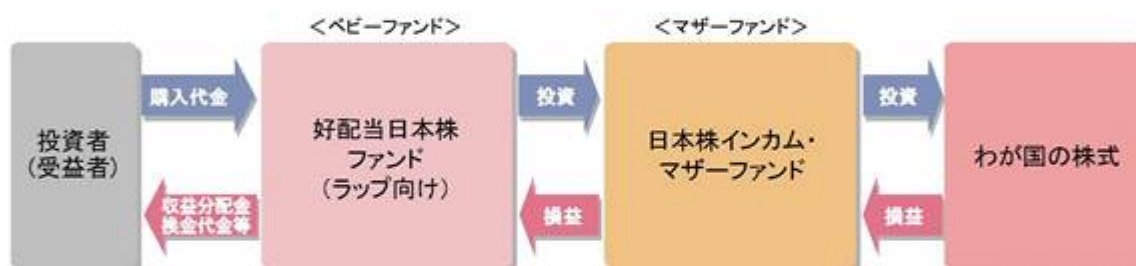 ＜ベビーファンド＞
＜マザーファンド＞
投資者
（受益者）
購入代金
収益分配金
換金代金等
好配当日本株
ファンド
（ラップ向け）
投資
損益
日本株インカム・
マザーファンド
投資
損益
わが国の株式